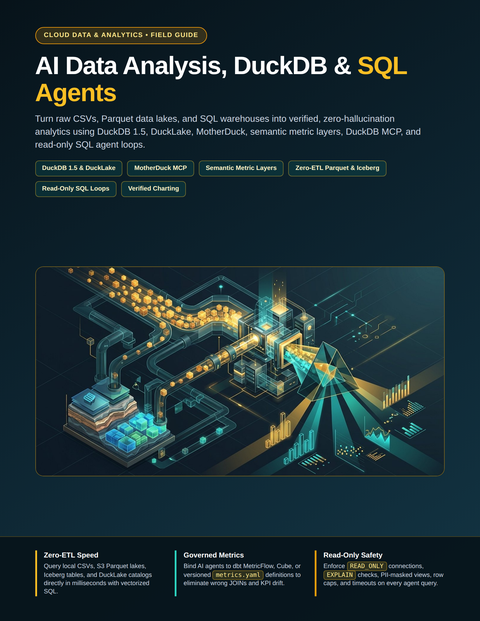 CLOUD DATA & ANALYTICS • FIELD GUIDE
AI Data Analysis, DuckDB & SQL
Agents
Turn raw CSVs, Parquet data lakes, and SQL warehouses into verified, zero-hallucination
analytics using DuckDB 1.5, DuckLake, MotherDuck, semantic metric layers, DuckDB MCP, and
read-only SQL agent loops.
DuckDB 1.5 & DuckLake
MotherDuck MCP
Semantic Metric Layers
Zero-ETL Parquet & Iceberg
Read-Only SQL Loops
Verified Charting
Zero-ETL Speed
Query local CSVs, S3 Parquet lakes,
Iceberg tables, and DuckLake catalogs
directly in milliseconds with vectorized
SQL.
Governed Metrics
Bind AI agents to dbt MetricFlow, Cube, or
versioned metrics.yaml definitions to
eliminate wrong JOINs and KPI drift.
Read-Only Safety
Enforce READ_ONLY connections,
EXPLAIN checks, PII-masked views, row
caps, and timeouts on every agent query.